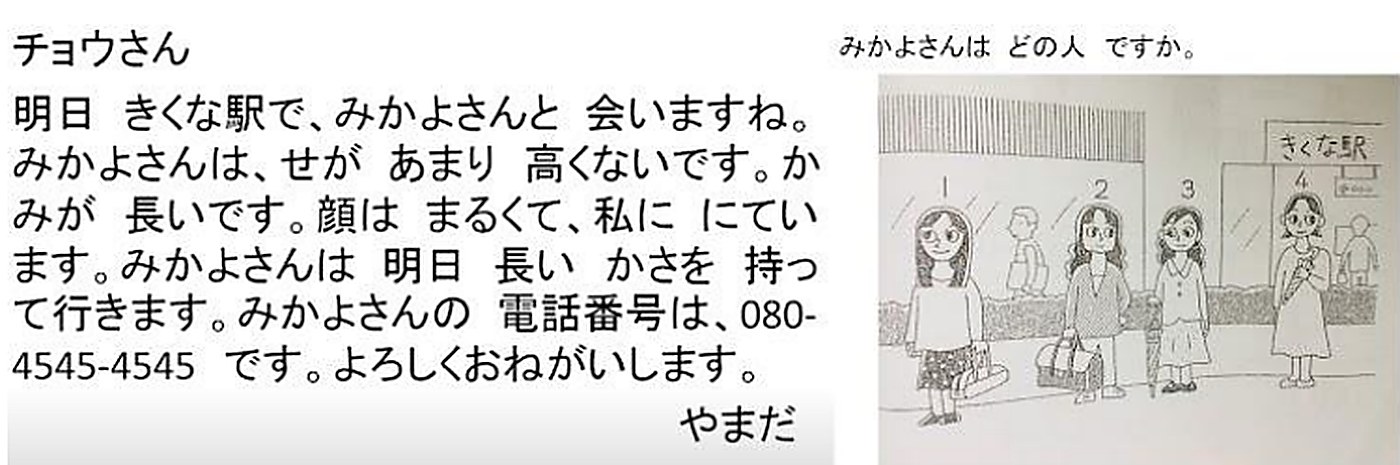 チョウさん
明日　きくな駅で、みかよさんと　会いますね。
みかよさんは、せが　あまり　高くないです。か
みが　長いです。顔は　まるくて、私に　にてい
ます。みかよさんは　明日　長い　かさを　持っ
て行きます。みかよさんの　電話番号は、080-
4545-4545　です。よろしくおねがいします。
やまだ
みかよさんは　どの人　ですか。
きくな駅
1
2
3
4